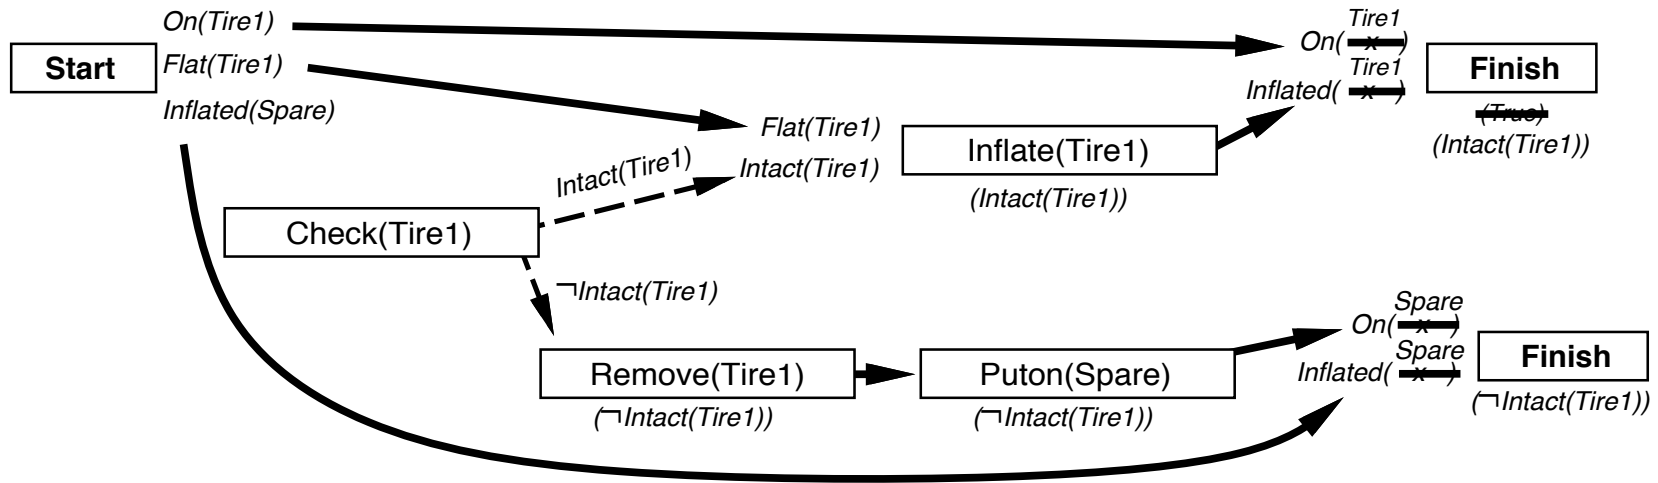 On(Tire1)
Start
Flat(Tire1)
Inflated(Spare)
Tire1
On( x )
Tire1
Inflated( x )
Finish
(True)
(Intact(Tire1))
Flat(Tire1)
Intact(Tire1)
Inflate(Tire1)
(Intact(Tire1))
Intact(Tire1)
Check(Tire1)
¬Intact(Tire1)
Remove(Tire1)
(¬Intact(Tire1))
Puton(Spare)
(¬Intact(Tire1))
Spare
On( x )
Spare
Inflated( x )
Finish
(¬Intact(Tire1))